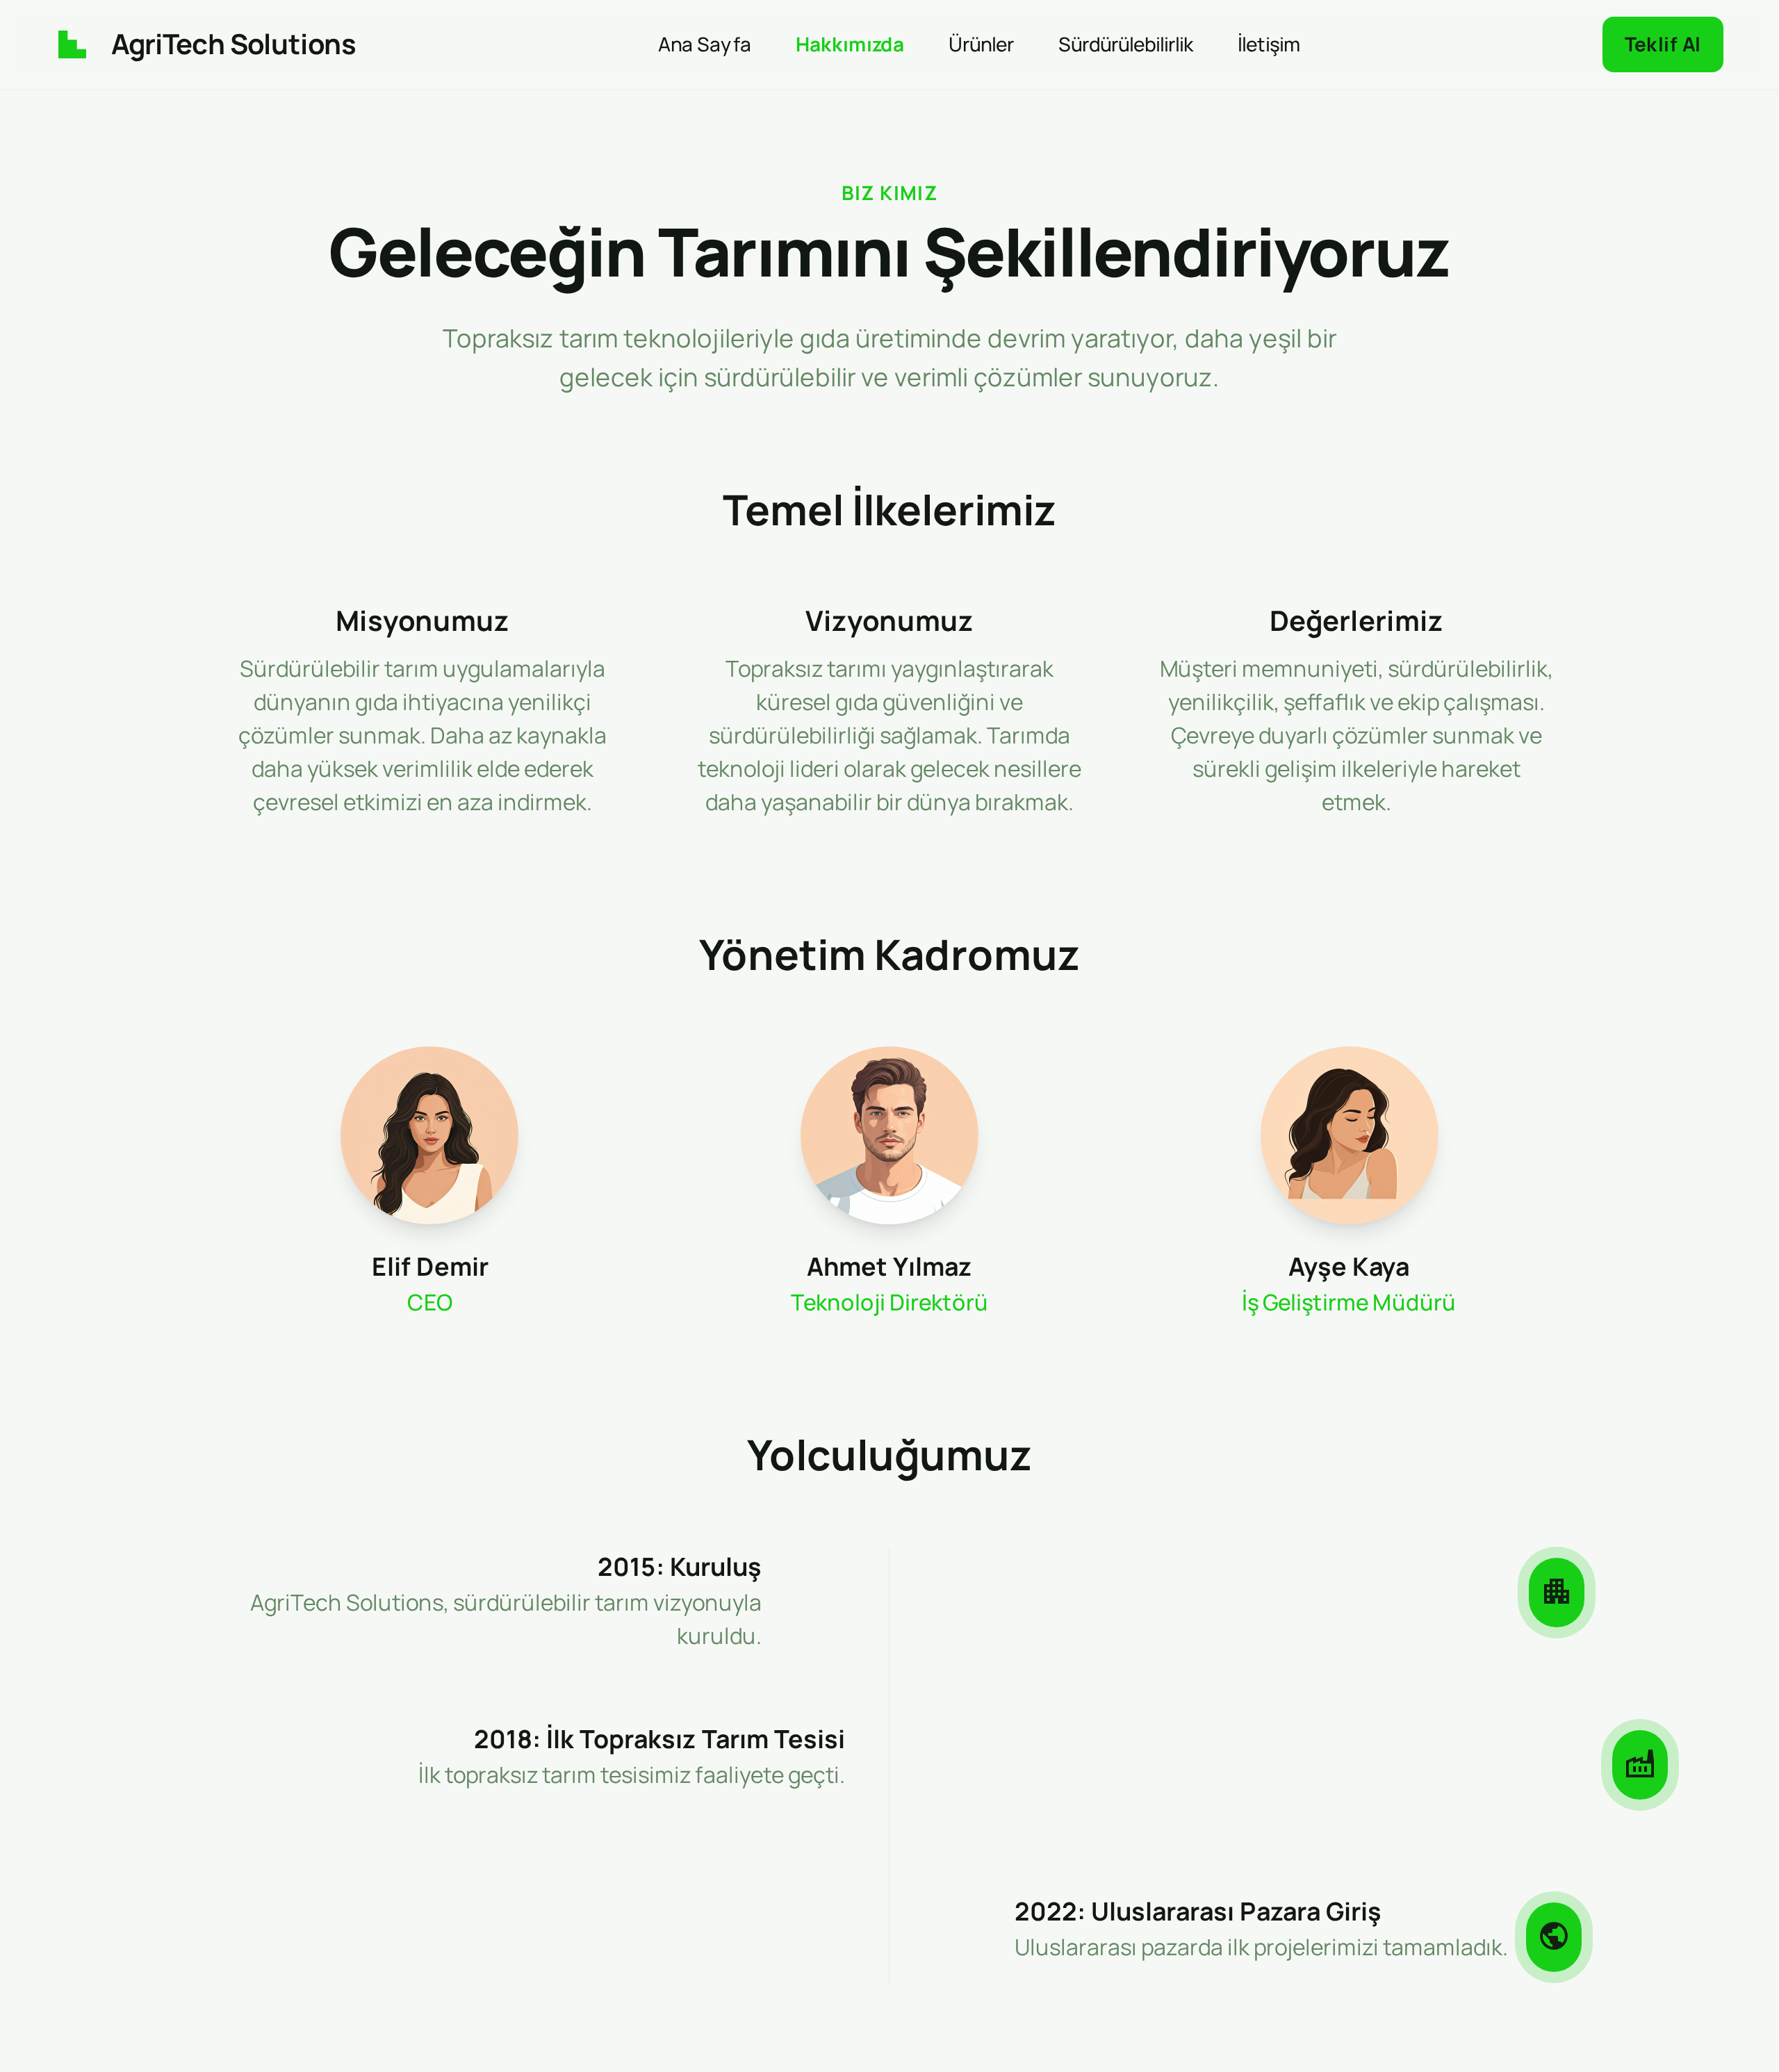 AgriTech Solutions
Ana Sayfa
Hakkımızda
Ürünler
Sürdürülebilirlik
İletişim
Teklif Al
BIZ KIMIZ
Geleceğin Tarımını Şekillendiriyoruz
Topraksız tarım teknolojileriyle gıda üretiminde devrim yaratıyor, daha yeşil bir
gelecek için sürdürülebilir ve verimli çözümler sunuyoruz.
Temel İlkelerimiz
Misyonumuz
Sürdürülebilir tarım uygulamalarıyla
dünyanın gıda ihtiyacına yenilikçi
çözümler sunmak. Daha az kaynakla
daha yüksek verimlilik elde ederek
çevresel etkimizi en aza indirmek.
Vizyonumuz
Topraksız tarımı yaygınlaştırarak
küresel gıda güvenliğini ve
sürdürülebilirliği sağlamak. Tarımda
teknoloji lideri olarak gelecek nesillere
daha yaşanabilir bir dünya bırakmak.
Değerlerimiz
Müşteri memnuniyeti, sürdürülebilirlik,
yenilikçilik, şeffaflık ve ekip çalışması.
Çevreye duyarlı çözümler sunmak ve
sürekli gelişim ilkeleriyle hareket
etmek.
Yönetim Kadromuz
Elif Demir
CEO
Ahmet Yılmaz
Teknoloji Direktörü
Ayşe Kaya
İş Geliştirme Müdürü
Yolculuğumuz
2015: Kuruluş
AgriTech Solutions, sürdürülebilir tarım vizyonuyla
kuruldu.
2018: İlk Topraksız Tarım Tesisi
İlk topraksız tarım tesisimiz faaliyete geçti.
2022: Uluslararası Pazara Giriş
Uluslararası pazarda ilk projelerimizi tamamladık.